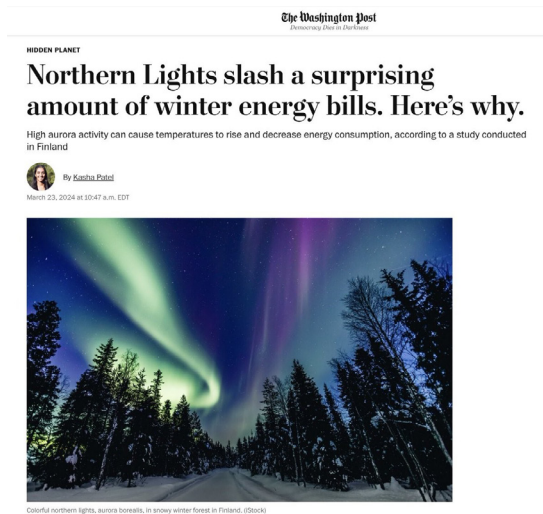 The Washington Post
Democracy Dies in Darkness
HIDDEN PLANET
Northern Lights slash a surprising
amount of winter energy bills. Here’s why.
High aurora activity can cause temperatures to rise and decrease energy consumption, according to a study conducted
in Finland
By Kasha Patel
March 23, 2024 at 10:47 a.m. EDT
Colorful northern lights, aurora borealis, in snowy winter forest in Finland. (iStock)